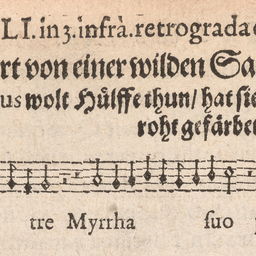 LI.in 3.infrà.retrograda
rt von einer wilden Sa
us wolt Hůlffe thun/hat sie
roht gefärbet
tre Myrrha ſuo